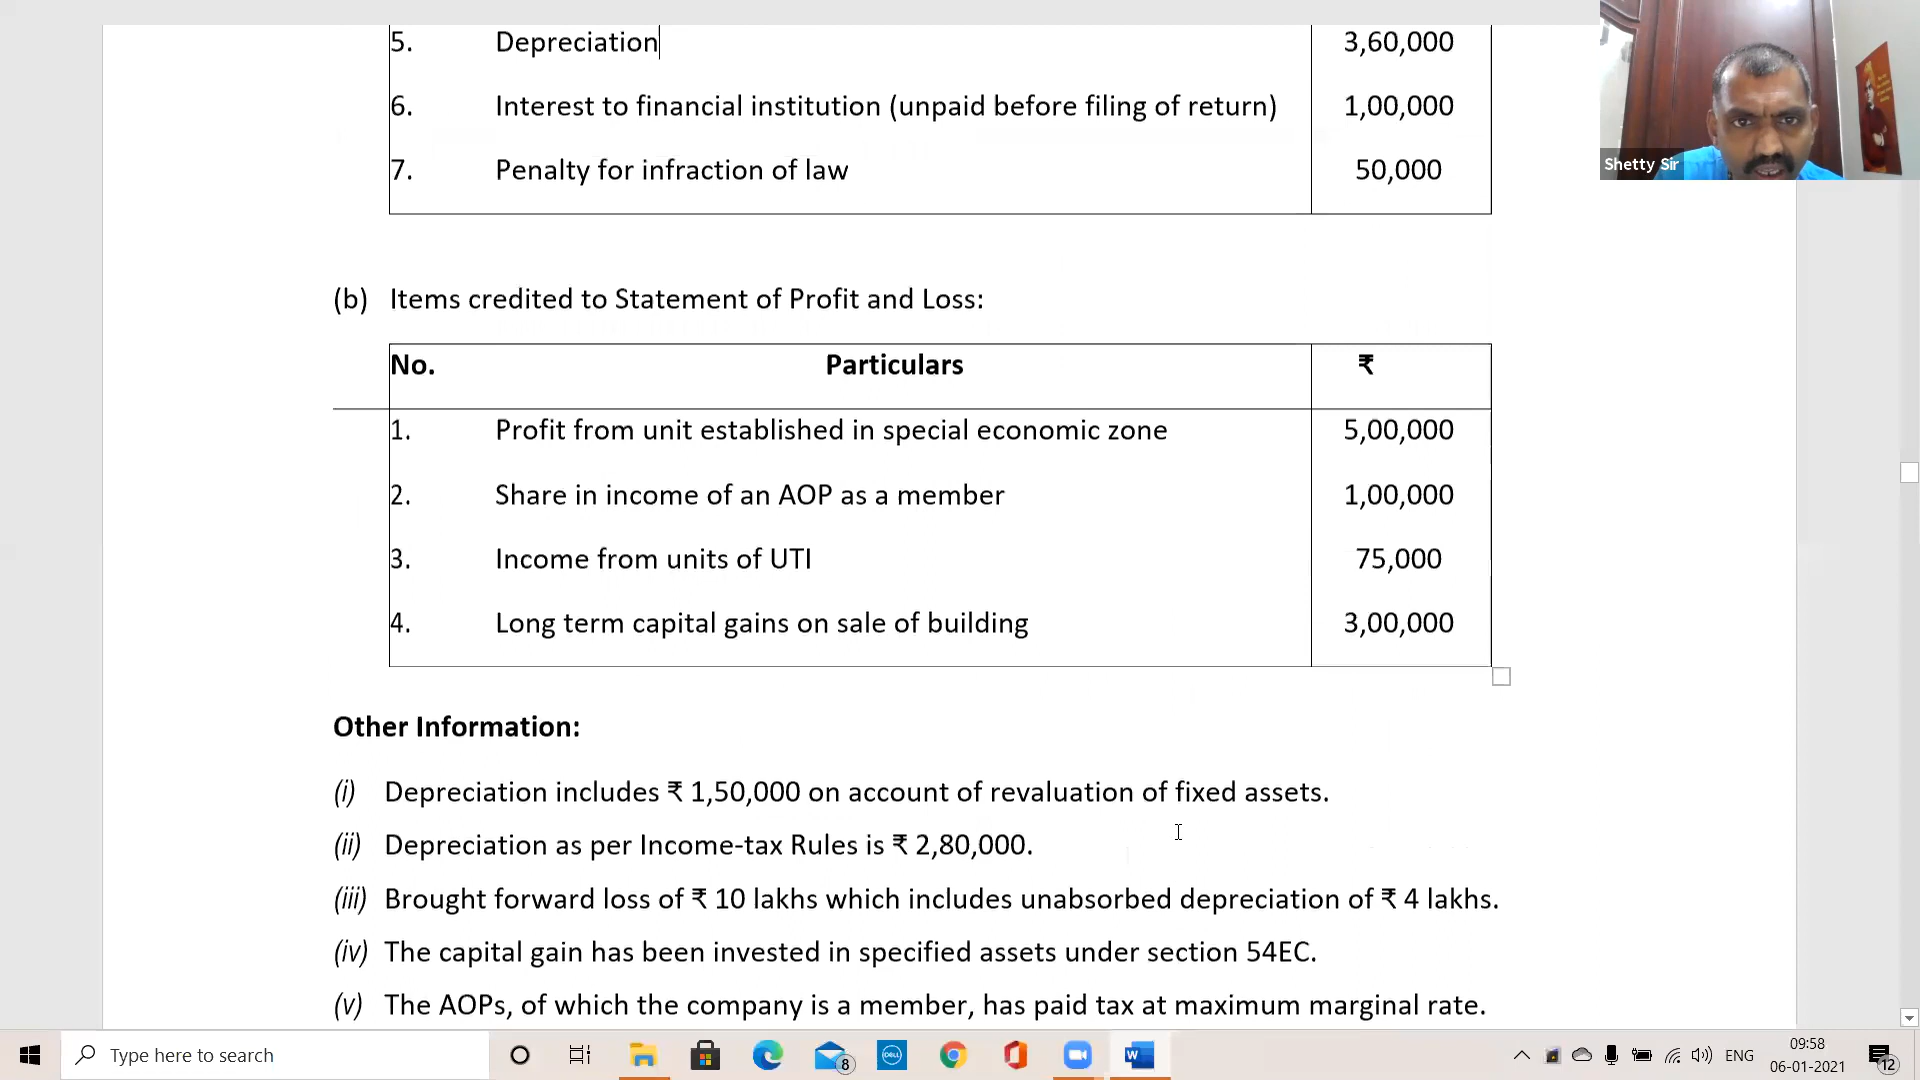 5. Depreciation 3,60,000
6. Interest to financial institution (unpaid before filing of return) 1,00,000
7. Penalty for infraction of law 50,000
Shetty Sir
(b) Items credited to Statement of Profit and Loss:
No. Particulars ₹
1. Profit from unit established in special economic zone 5,00,000
2. Share in income of an AOP as a member 1,00,000
3. Income from units of UTI 75,000
4. Long term capital gains on sale of building 3,00,000
Other Information:
(i) Depreciation includes ₹ 1,50,000 on account of revaluation of fixed assets.
(ii) Depreciation as per Income-tax Rules is ₹ 2,80,000.
(iii) Brought forward loss of ₹ 10 lakhs which includes unabsorbed depreciation of ₹ 4 lakhs.
(iv) The capital gain has been invested in specified assets under section 54EC.
(v) The AOPs, of which the company is a member, has paid tax at maximum marginal rate.
Type here to search
8
DELL
W
ENG
09:58
06-01-2021
12